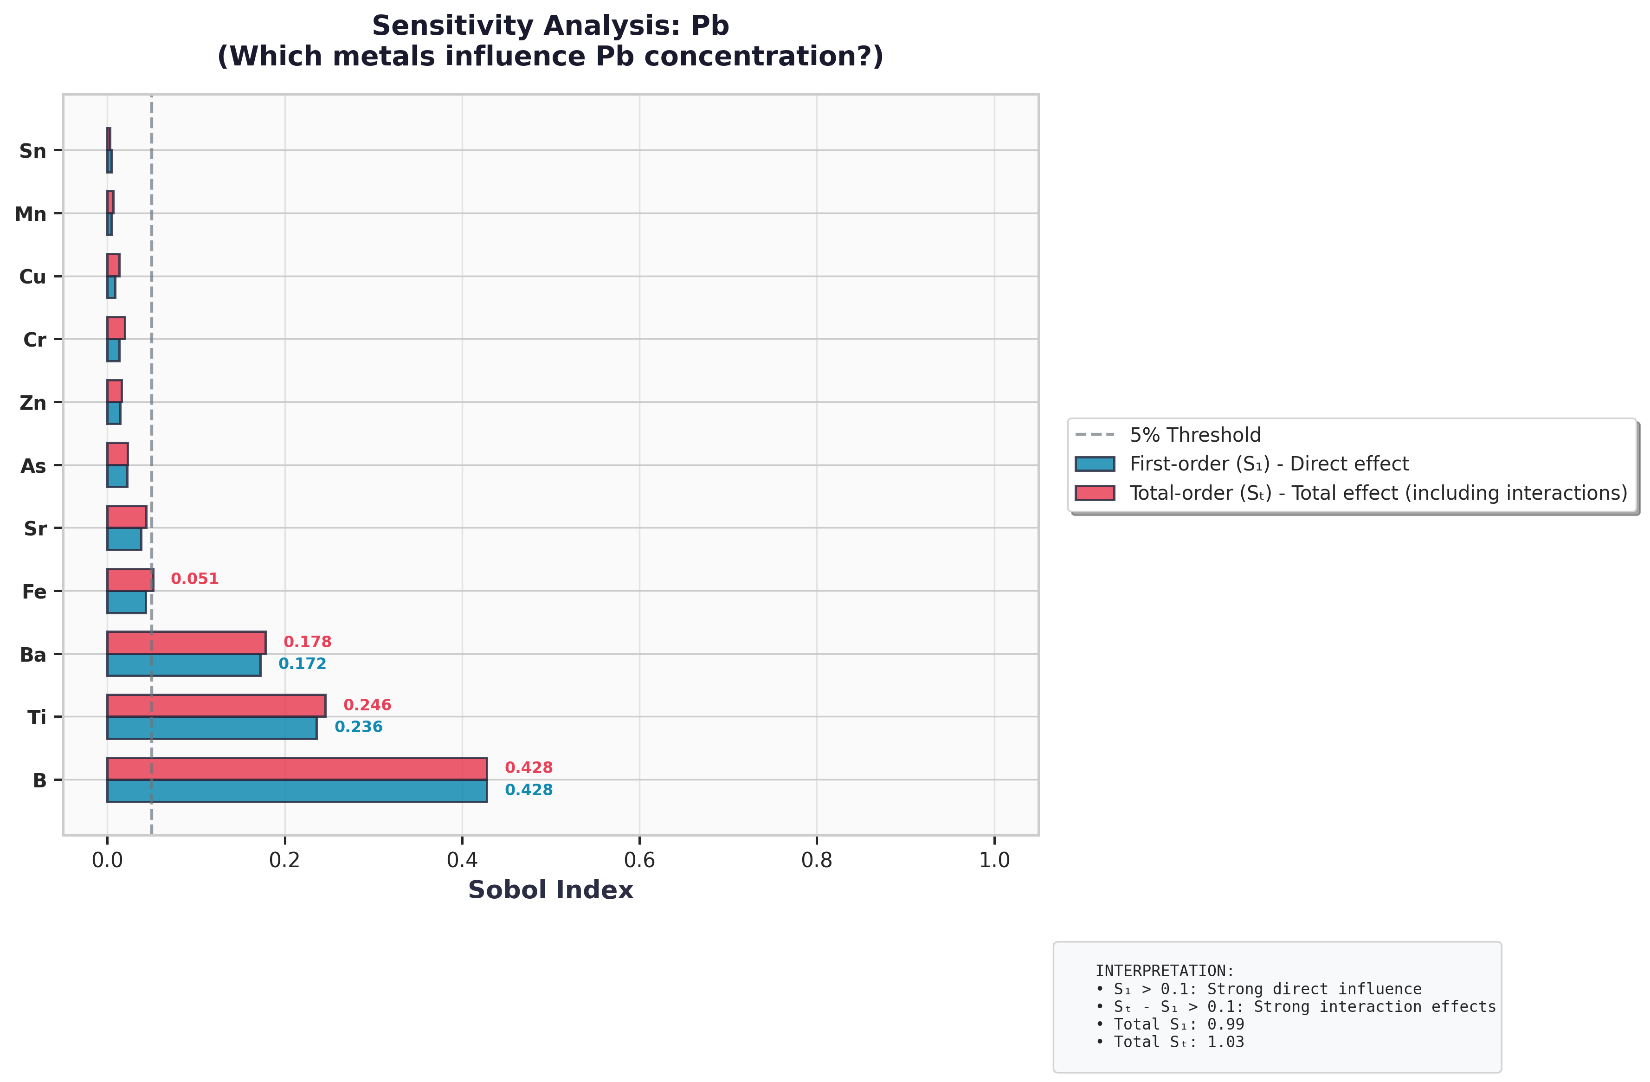 Sensitivity Analysis: Pb
(Which metals influence Pb concentration?)
Sn
Mn
Cu
Cr
Zn
As
Sr
Fe
0.051
Ba
0.178
0.172
Ti
0.246
0.236
B
0.428
0.428
0.0 0.2 0.4 0.6 0.8 1.0
Sobol Index
5% Threshold
First-order (S₁) - Direct effect
Total-order (Sₜ) - Total effect (including interactions)
INTERPRETATION:
• S₁ > 0.1: Strong direct influence
• Sₜ - S₁ > 0.1: Strong interaction effects
• Total S₁: 0.99
• Total Sₜ: 1.03